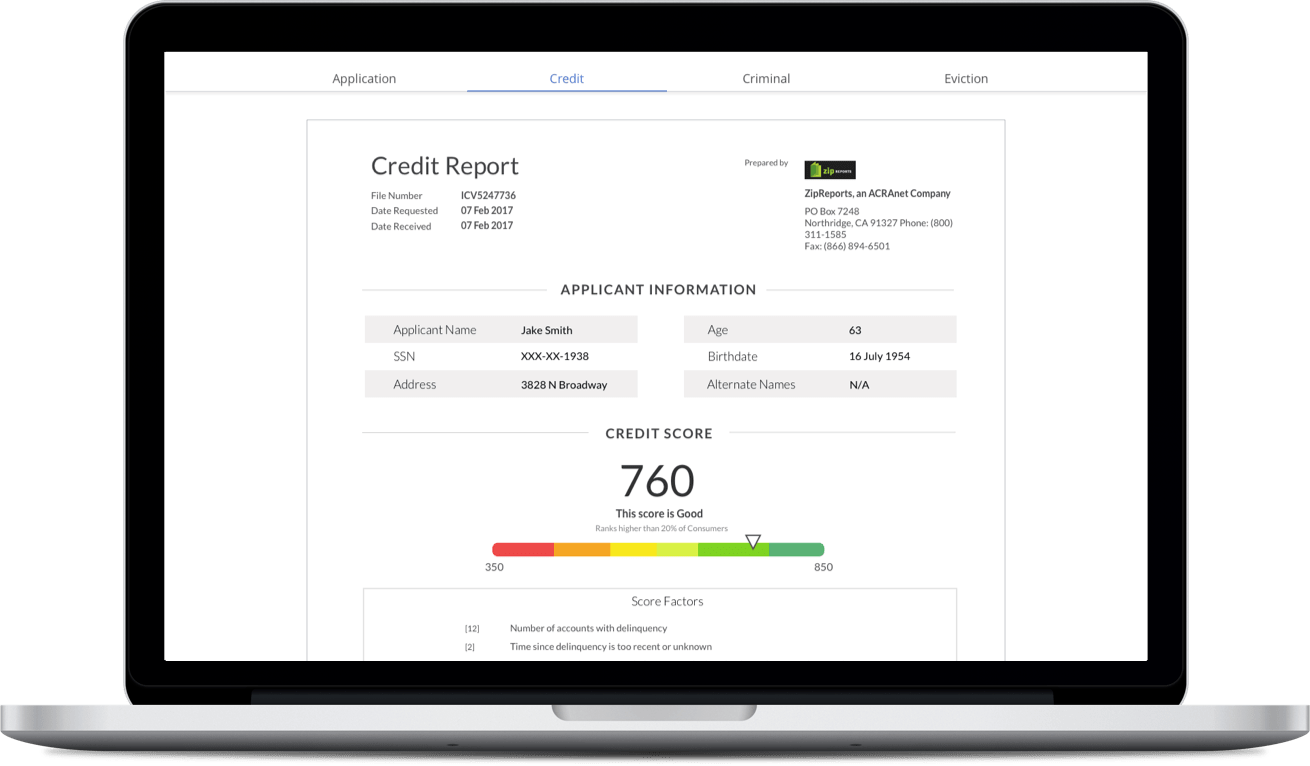 Application Credit Criminal Eviction
Credit Report
File Number ICV5247736
Date Requested 07 Feb 2017
Date Received 07 Feb 2017
Prepared by
zip REPORTS
ZipReports, an ACRAnet Company
PO Box 7248
Northridge, CA 91327 Phone: (800)
311-1585
Fax: (866) 894-6501
APPLICANT INFORMATION
Applicant Name Jake Smith
SSN XXX-XX-1938
Address 3828 N Broadway
Age 63
Birthdate 16 July 1954
Alternate Names N/A
CREDIT SCORE
760
This score is Good
Ranks higher than 20% of Consumers
350 850
Score Factors
[12] Number of accounts with delinquency
[2] Time since delinquency is too recent or unknown